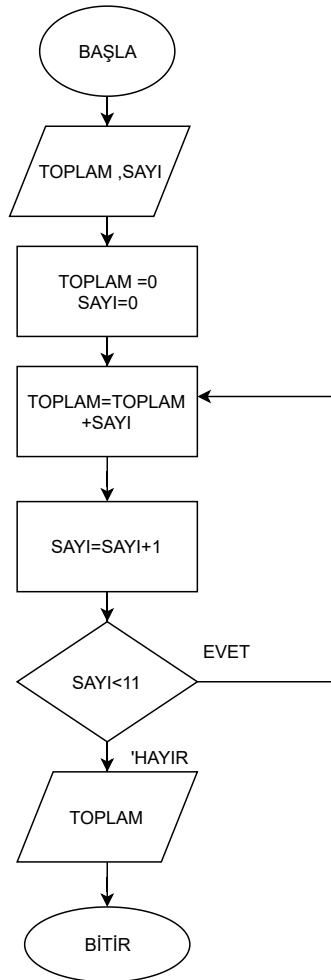 BAŞLA
TOPLAM ,SAYI
TOPLAM =0
SAYI=0
TOPLAM=TOPLAM
+SAYI
SAYI=SAYI+1
SAYI<11
EVET
'HAYIR
TOPLAM
BİTİR